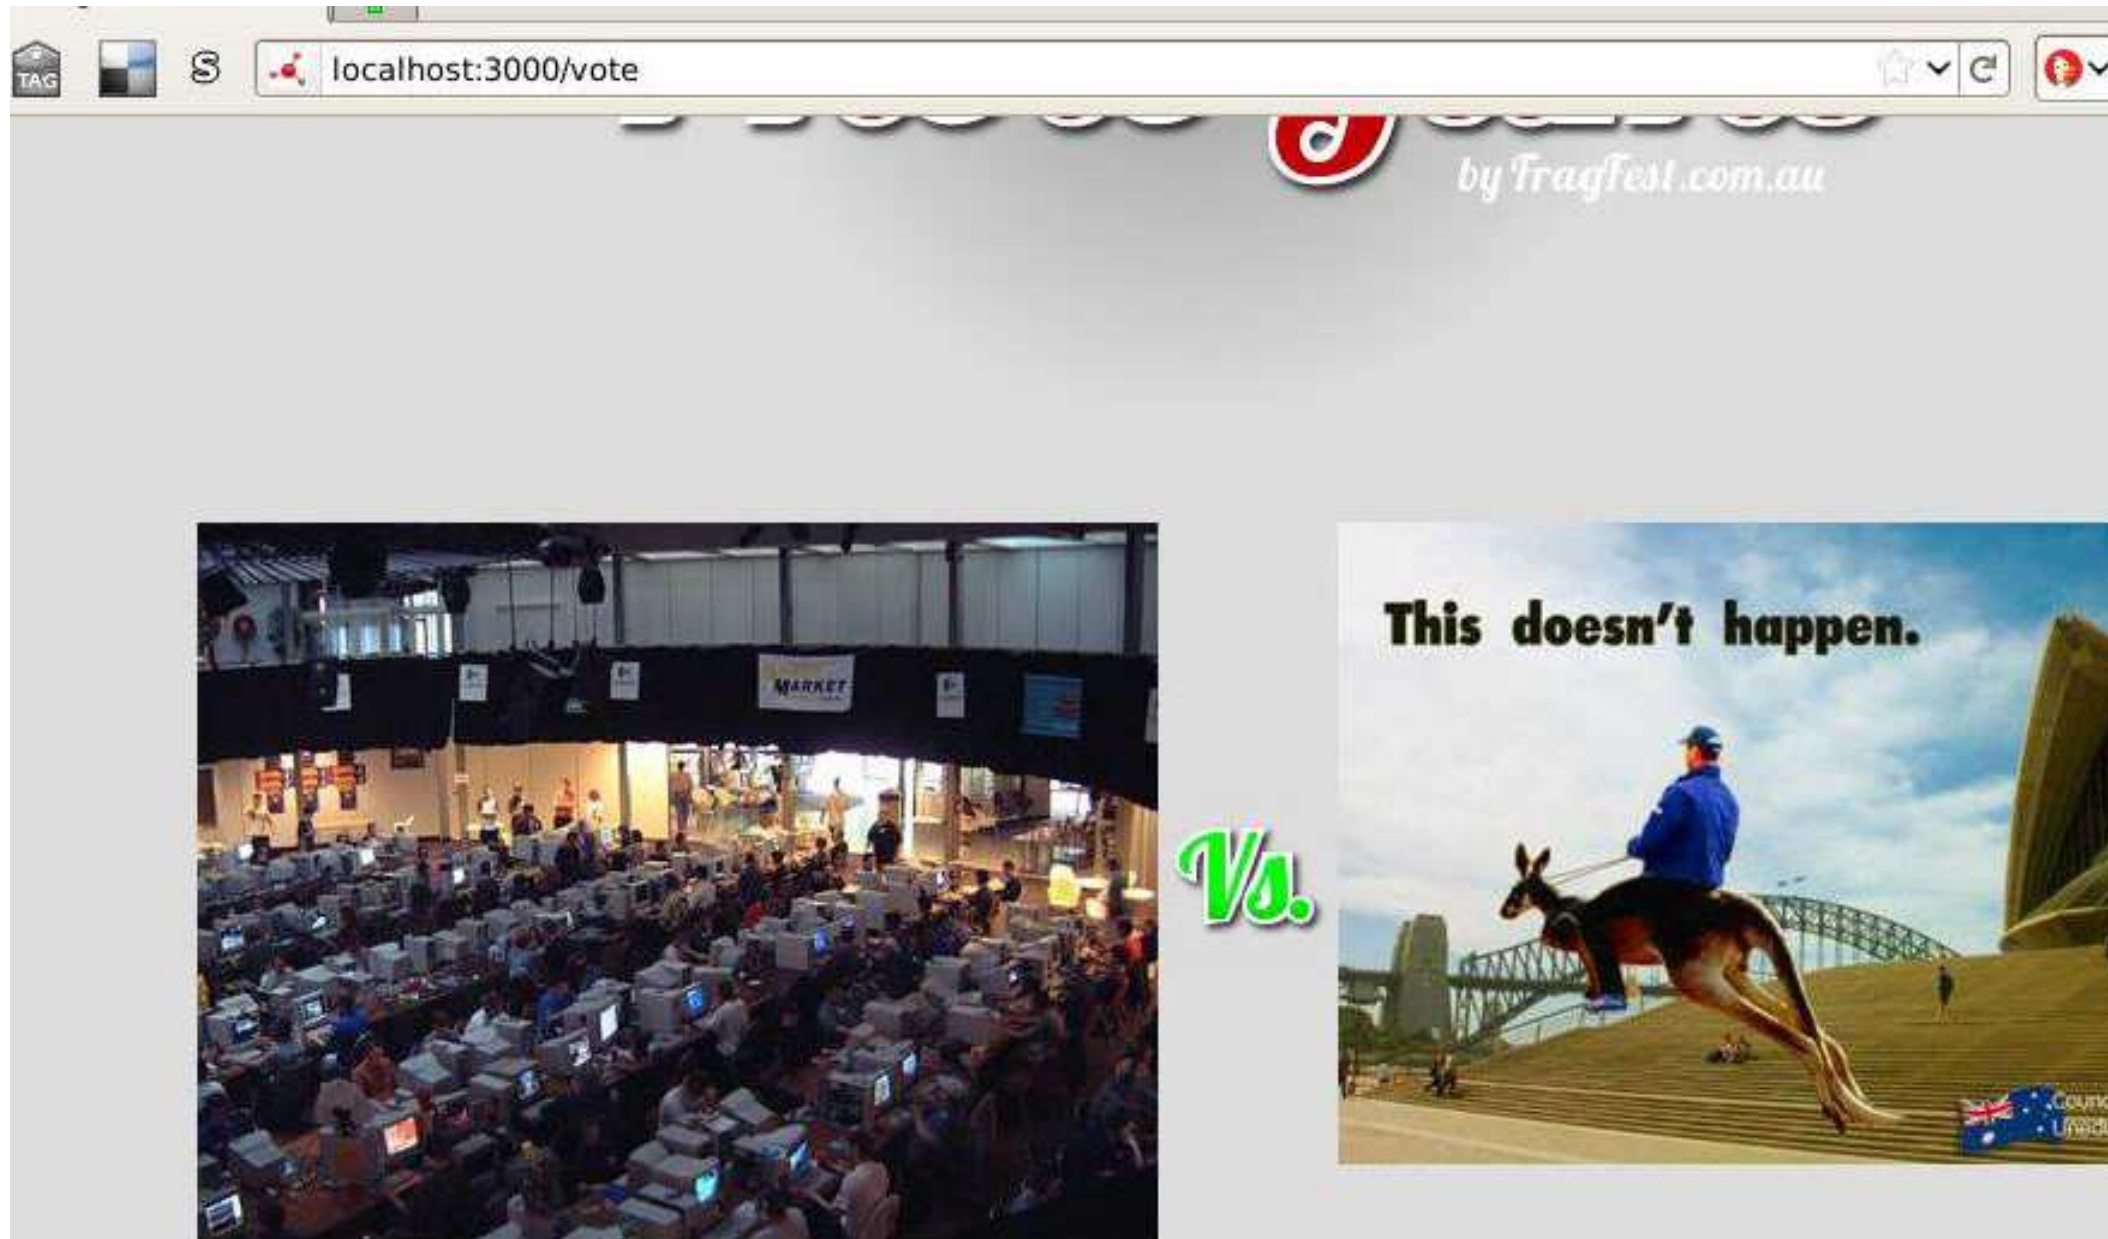 TAG
S
localhost:3000/vote
by FragFest.com.au
MARKET
This doesn't happen.
Vs.